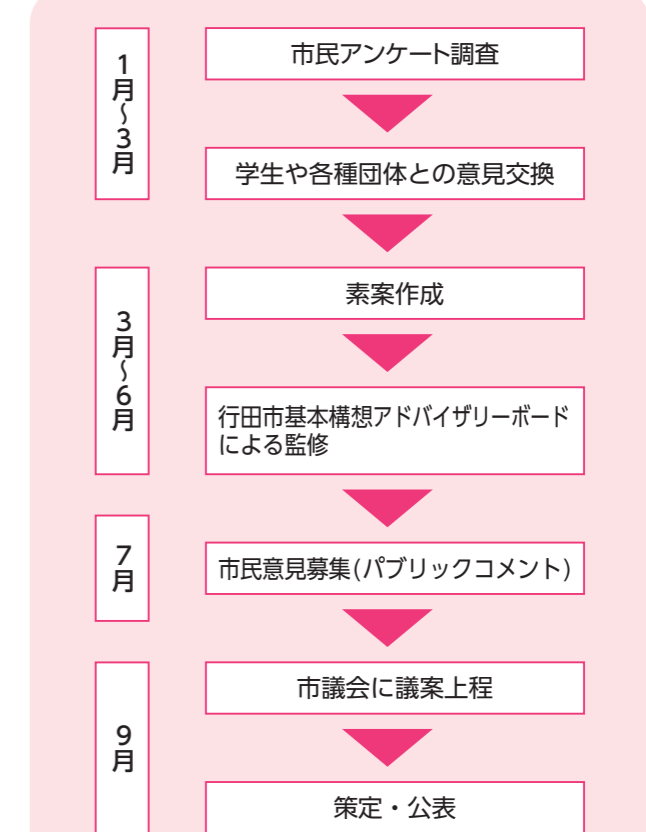 1月～3月
市民アンケート調査
学生や各種団体との意見交換
3月～6月
素案作成
行田市基本構想アドバイザリーボード
による監修
7月
市民意見募集(パブリックコメント)
9月
市議会に議案上程
策定・公表